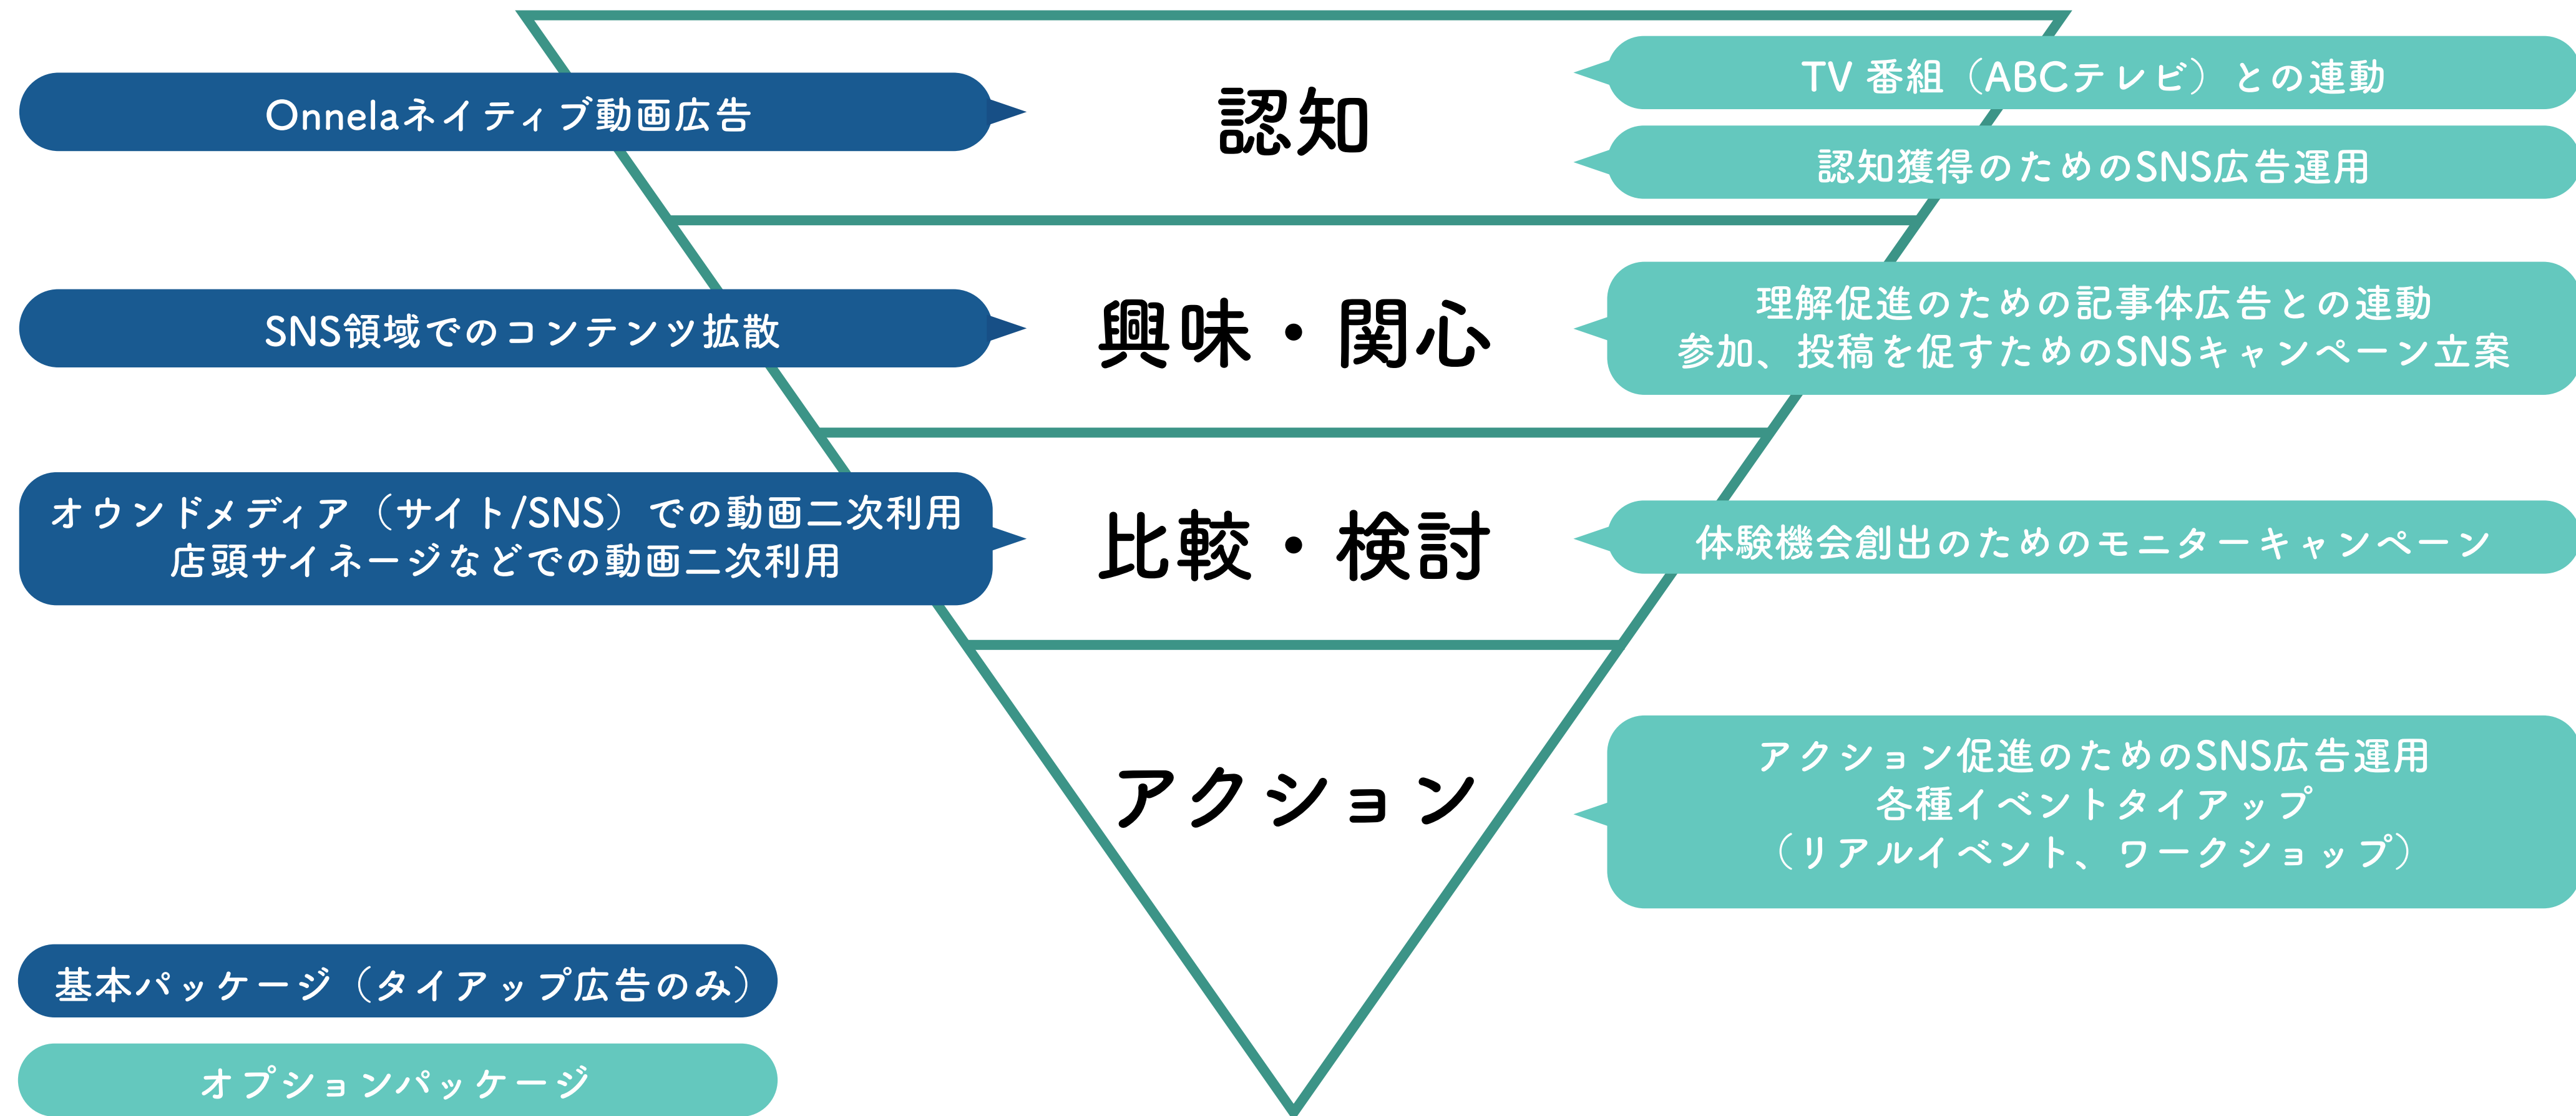 認知
Onnelaネイティブ動画広告
TV 番組（ABCテレビ）との連動
認知獲得のためのSNS広告運用
興味・関心
SNS領域でのコンテンツ拡散
理解促進のための記事体広告との連動
参加、投稿を促すためのSNSキャンペーン立案
比較・検討
オウンドメディア（サイト/SNS）での動画二次利用
店頭サイネージなどでの動画二次利用
体験機会創出のためのモニターキャンペーン
アクション
アクション促進のためのSNS広告運用
各種イベントタイアップ
（リアルイベント、ワークショップ）
基本パッケージ（タイアップ広告のみ）
オプションパッケージ